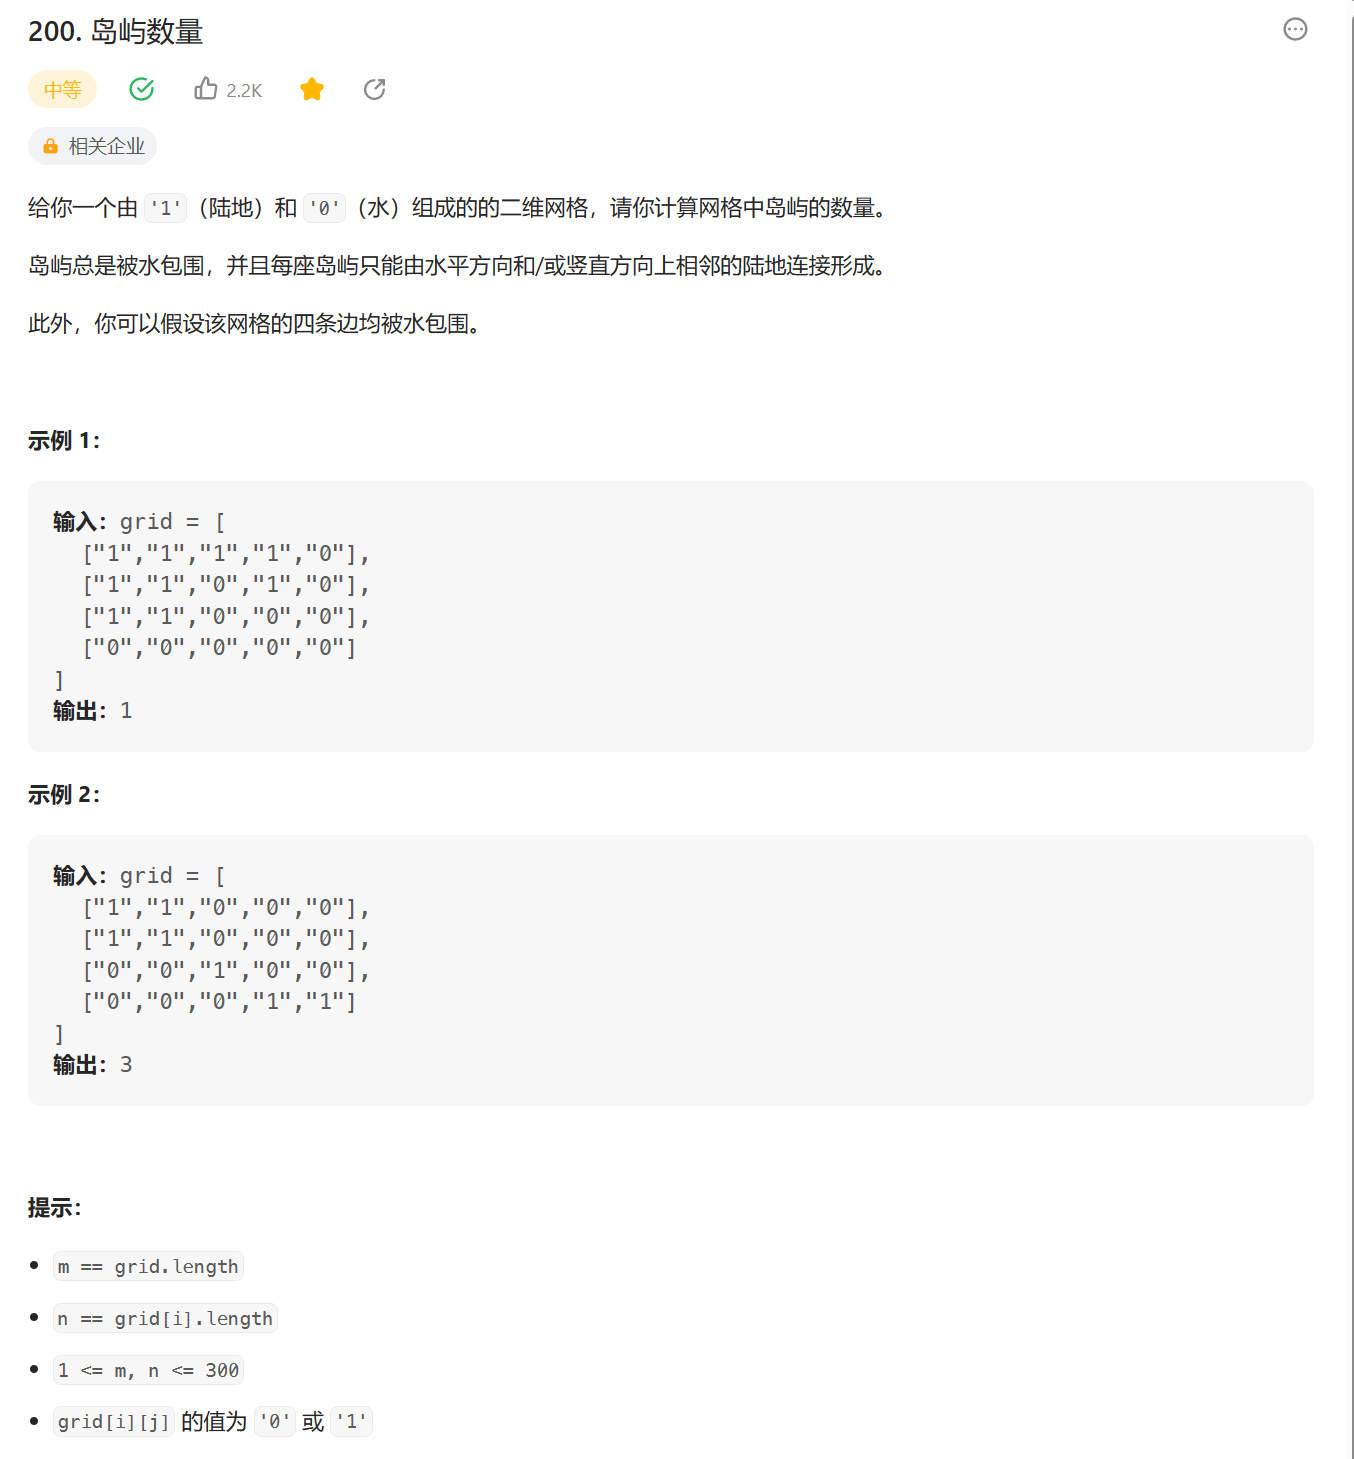 200. 岛屿数量
中等 2.2K
相关企业
给你一个由 '1'（陆地）和 '0'（水）组成的的二维网格，请你计算网格中岛屿的数量。
岛屿总是被水包围，并且每座岛屿只能由水平方向和/或竖直方向上相邻的陆地连接形成。
此外，你可以假设该网格的四条边均被水包围。
示例 1：
输入：grid = [
["1","1","1","1","0"],
["1","1","0","1","0"],
["1","1","0","0","0"],
["0","0","0","0","0"]
]
输出：1
示例 2：
输入：grid = [
["1","1","0","0","0"],
["1","1","0","0","0"],
["0","0","1","0","0"],
["0","0","0","1","1"]
]
输出：3
提示：
• m == grid.length
• n == grid[i].length
• 1 <= m, n <= 300
• grid[i][j] 的值为 '0' 或 '1'